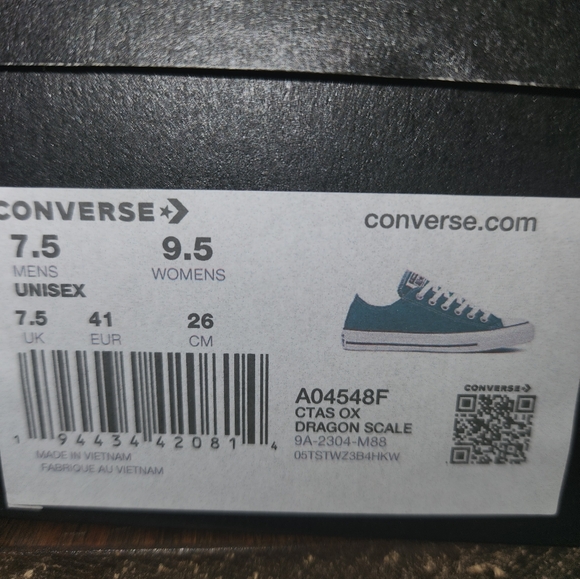 CONVERSE
converse.com
7.5 9.5
MENS WOMENS
UNISEX
7.5 41 26
UK EUR CM
1 94434 42081 4
MADE IN VIETNAM
FABRIQUE AU VIETNAM
A04548F
CTAS OX
DRAGON SCALE
9A-2304-M88
05TSTWZ3B4HKW
CONVERSE